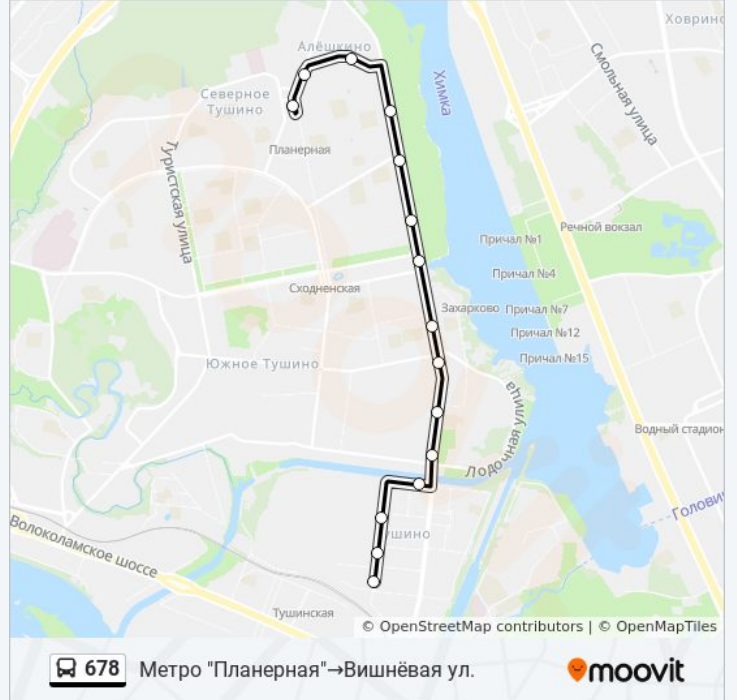 Ховрино
Алёшкино
Химка
Смольная улица
Северное
Тушино
Планерная
Туристская улица
Речной вокзал
Причал №1
Причал №4
Сходненская
Захарково
Причал №7
Причал №12
Причал №15
Южное Тушино
Лодочная улица
Водный стадион
Головин
ушино
Волоколамское шоссе
Тушинская
© OpenStreetMap contributors | © OpenMapTiles
678 Метро "Планерная"→Вишнёвая ул.
moovit